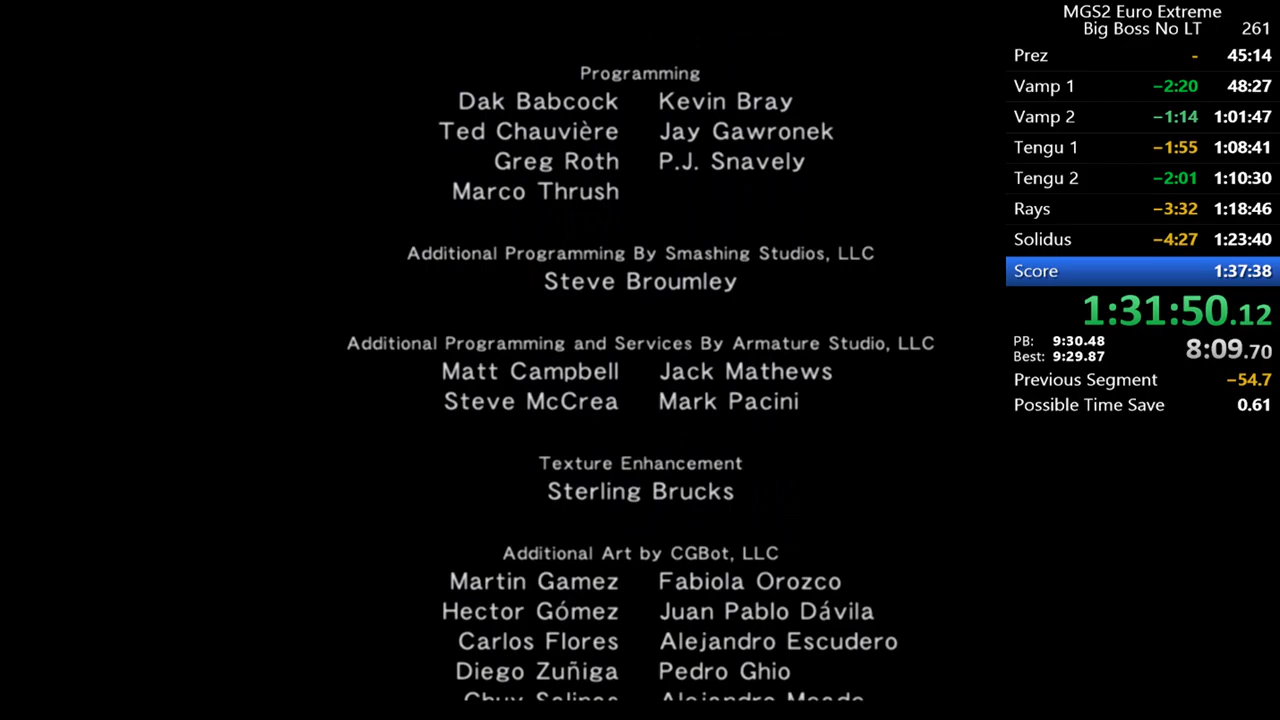 Programming
Dak Babcock Kevin Bray
Ted Chauvière Jay Gawronek
Greg Roth P.J. Snavely
Marco Thrush
Additional Programming By Smashing Studios, LLC
Steve Broumley
Additional Programming and Services By Armature Studio, LLC
Matt Campbell Jack Mathews
Steve McCrea Mark Pacini
Texture Enhancement
Sterling Brucks
Additional Art by CGBot, LLC
Martin Gamez Fabiola Orozco
Hector Gómez Juan Pablo Dávila
Carlos Flores Alejandro Escudero
Diego Zuñiga Pedro Ghio
Chuy Salinas Alejandro Meade
MGS2 Euro Extreme
Big Boss No LT 261
Prez - 45:14
Vamp 1 −2:20 48:27
Vamp 2 −1:14 1:01:47
Tengu 1 −1:55 1:08:41
Tengu 2 −2:01 1:10:30
Rays −3:32 1:18:46
Solidus −4:27 1:23:40
Score 1:37:38
1:31:50.12
PB: 9:30.48
Best: 9:29.87
8:09.70
Previous Segment −54.7
Possible Time Save 0.61